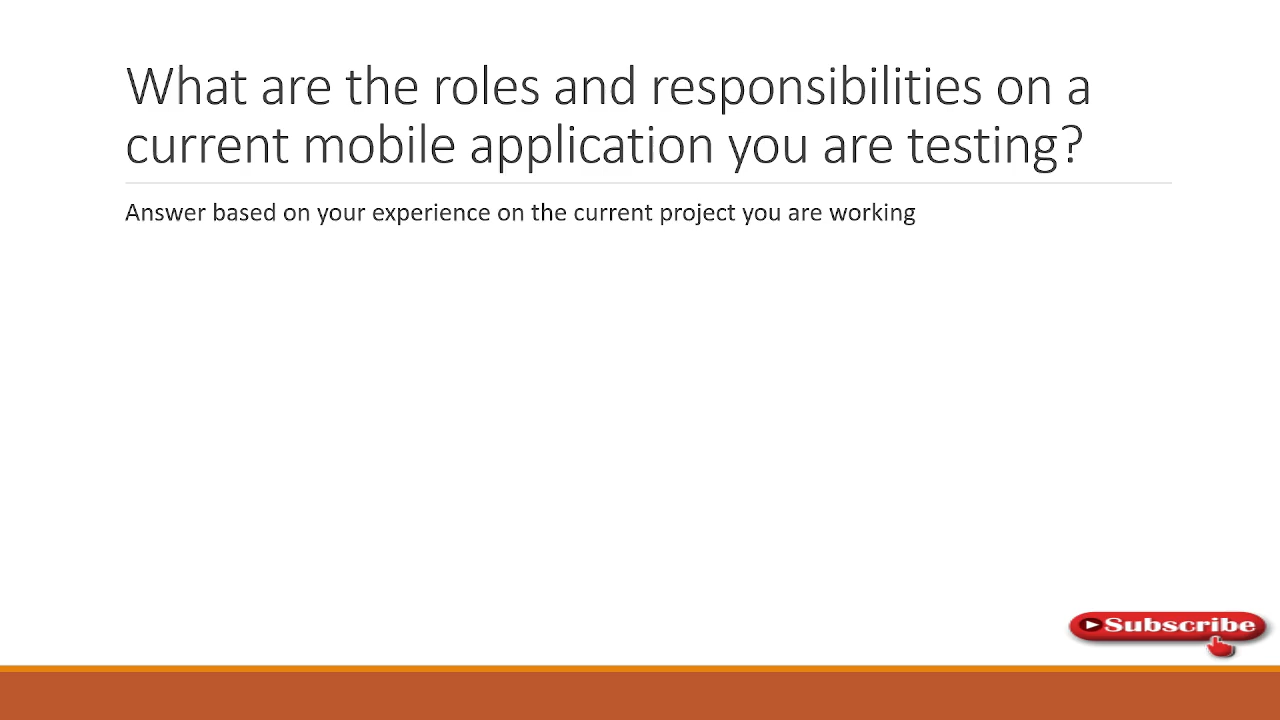 What are the roles and responsibilities on a
current mobile application you are testing?
Answer based on your experience on the current project you are working
Subscribe